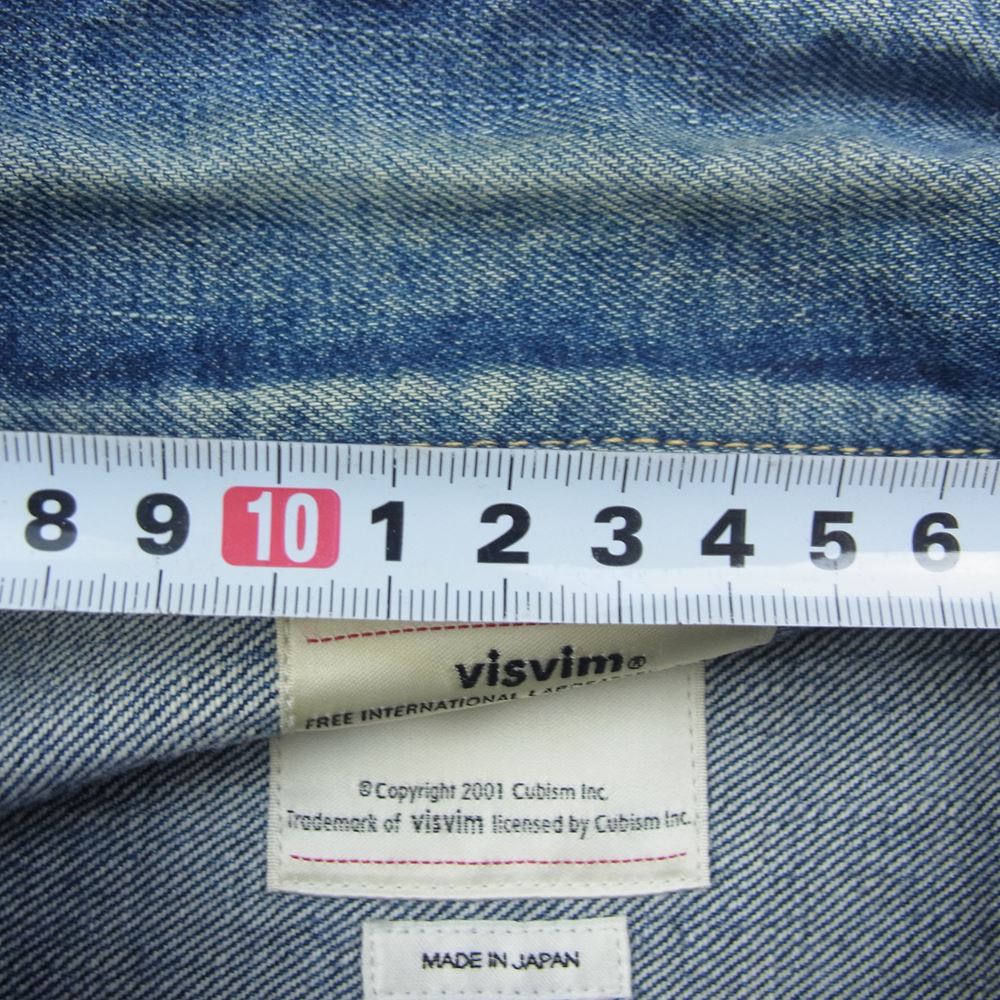 8 9 10 1 2 3 4 5 6
visvim®
FREE INTERNATIONAL
©Copyright 2001 Cubism Inc.
Trademark of visvim licensed by Cubism Inc.
MADE IN JAPAN